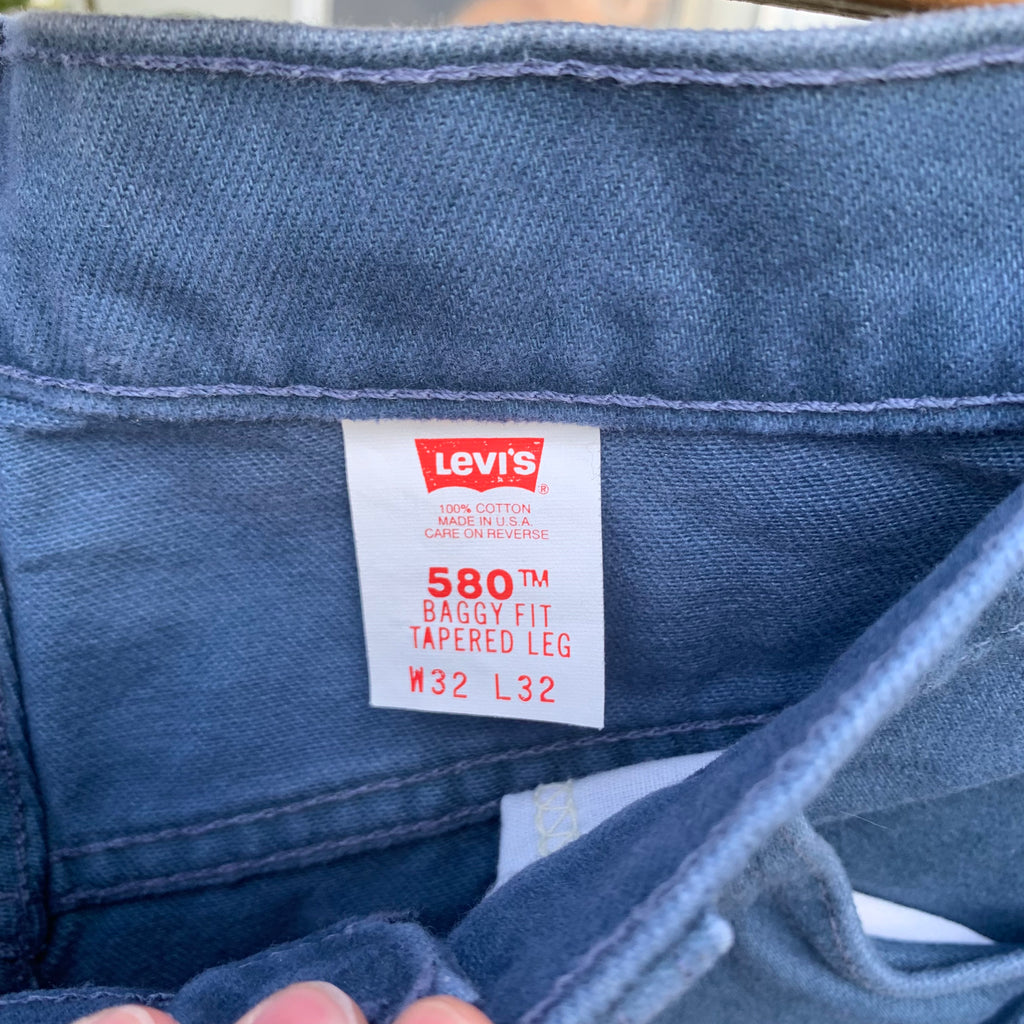 LEVI'S®
100% COTTON
MADE IN U.S.A.
CARE ON REVERSE
580™
BAGGY FIT
TAPERED LEG
W32 L32